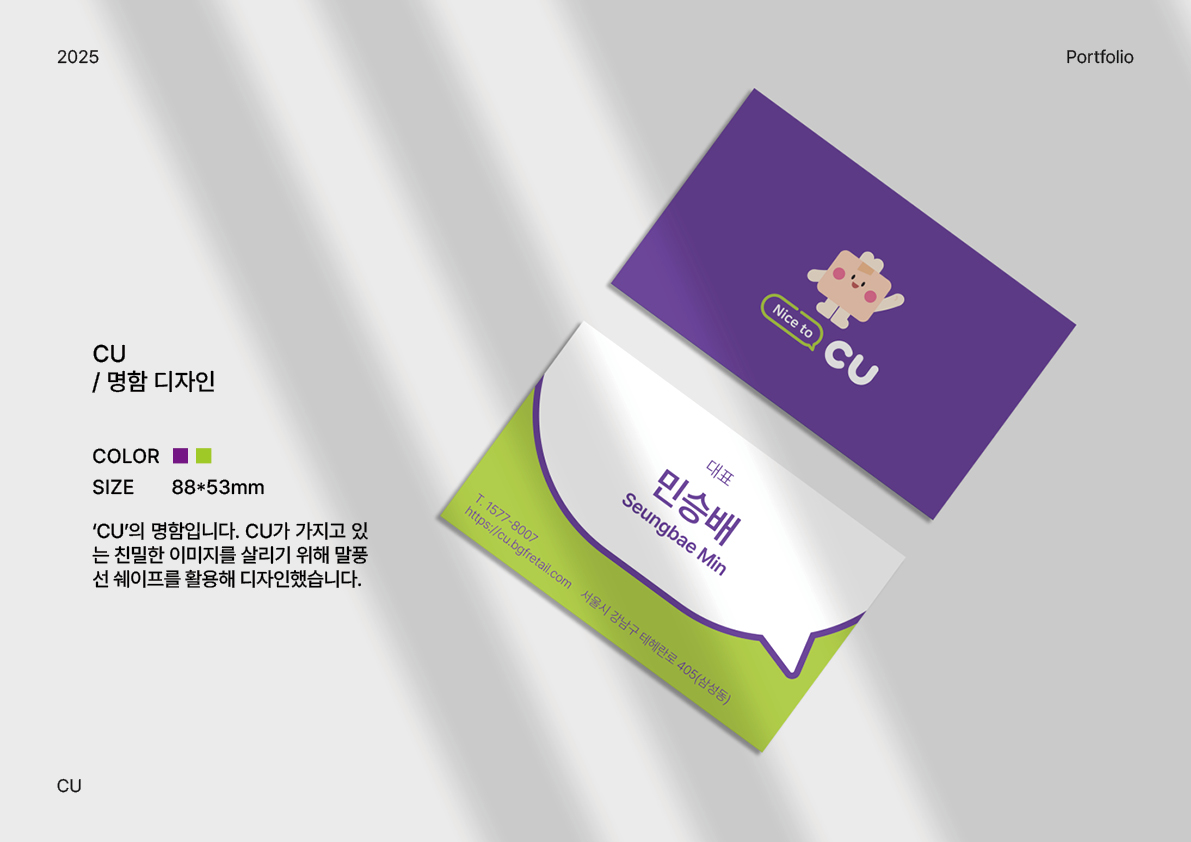 2025
Portfolio
Nice to
CU
CU
/ 명함 디자인
COLOR
SIZE 88*53mm
‘CU’의 명함입니다. CU가 가지고 있
는 친밀한 이미지를 살리기 위해 말풍
선 쉐이프를 활용해 디자인했습니다.
대표
민승배
Seungbae Min
T. 1577-8007
https://cu.bgfretail.com 서울시 강남구 테헤란로 405(삼성동)
CU